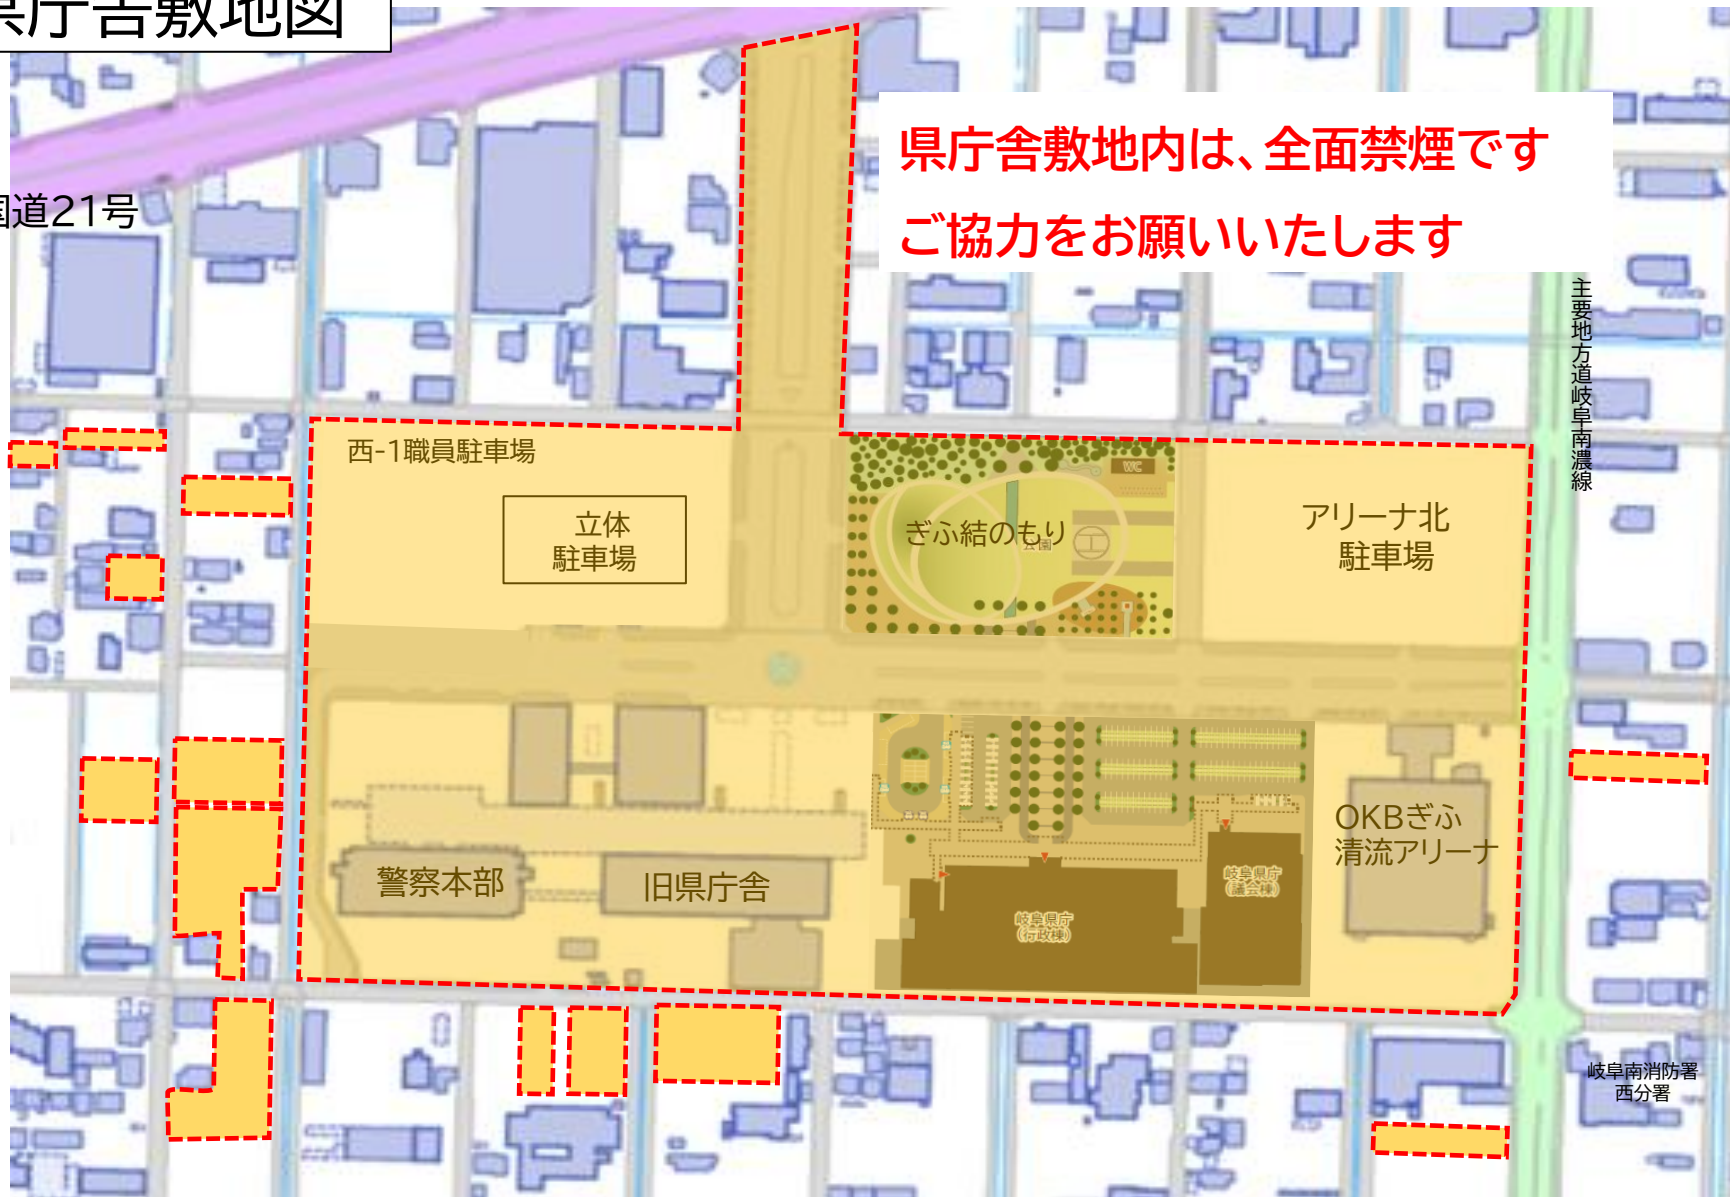 県庁舎敷地図
県庁舎敷地内は、全面禁煙です
ご協力をお願いいたします
国道21号
主要地方道岐阜南濃線
西-1職員駐車場
立体
駐車場
ぎふ結のもり
公園
WC
アリーナ北
駐車場
OKBぎふ
清流アリーナ
警察本部
旧県庁舎
岐阜県庁
(行政棟)
岐阜県庁
(議会棟)
岐阜南消防署
西分署